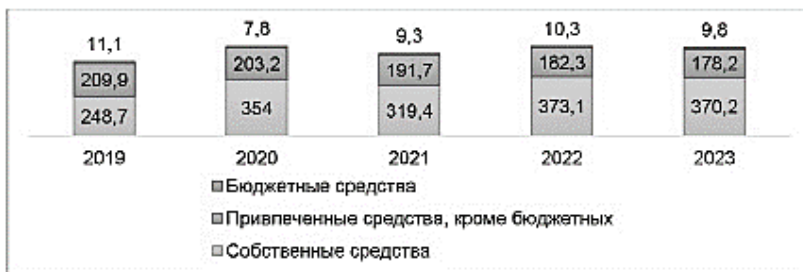 11,1 7,8 9,3 10,3 9,8
209,9 203,2 191,7 182,3 178,2
248,7 354 319,4 373,1 370,2
2019 2020 2021 2022 2023
Бюджетные средства
Привлеченные средства, кроме бюджетных
Собственные средства